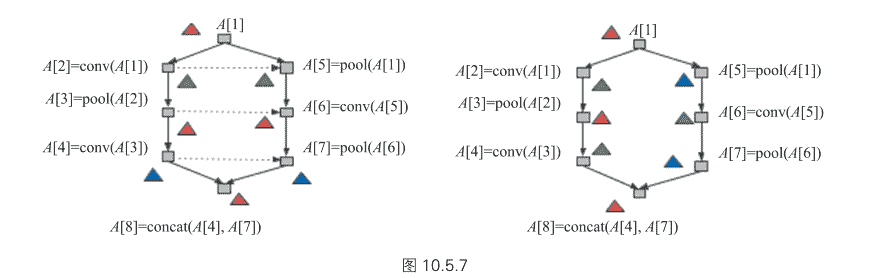 A[1]
A[2]=conv(A[1])
A[5]=pool(A[1])
A[3]=pool(A[2])
A[6]=conv(A[5])
A[4]=conv(A[3])
A[7]=pool(A[6])
A[8]=concat(A[4], A[7])
A[1]
A[2]=conv(A[1])
A[5]=pool(A[1])
A[3]=pool(A[2])
A[6]=conv(A[5])
A[4]=conv(A[3])
A[7]=pool(A[6])
A[8]=concat(A[4], A[7])
图 10.5.7